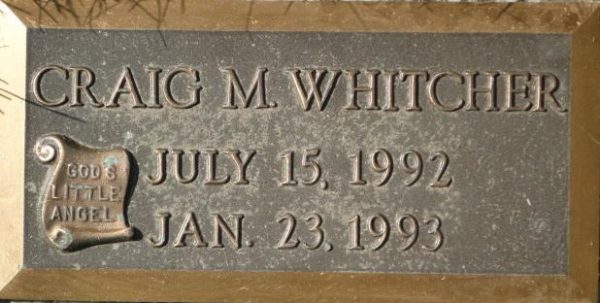 CRAIG M. WHITCHER
GOD'S
LITTLE
ANGEL
JULY 15, 1992
JAN. 23, 1993